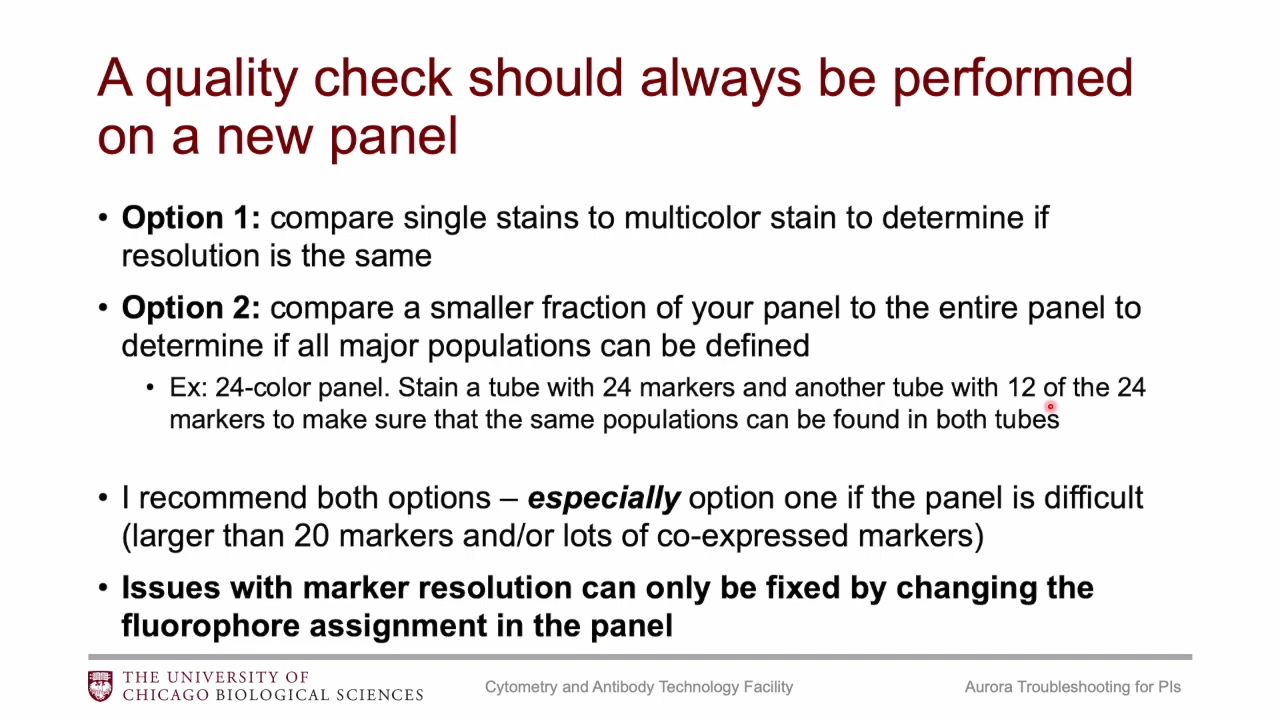 A quality check should always be performed
on a new panel
• Option 1: compare single stains to multicolor stain to determine if
resolution is the same
• Option 2: compare a smaller fraction of your panel to the entire panel to
determine if all major populations can be defined
• Ex: 24-color panel. Stain a tube with 24 markers and another tube with 12 of the 24
markers to make sure that the same populations can be found in both tubes
• I recommend both options – especially option one if the panel is difficult
(larger than 20 markers and/or lots of co-expressed markers)
• Issues with marker resolution can only be fixed by changing the
fluorophore assignment in the panel
THE UNIVERSITY OF
CHICAGO BIOLOGICAL SCIENCES
Cytometry and Antibody Technology Facility
Aurora Troubleshooting for PIs